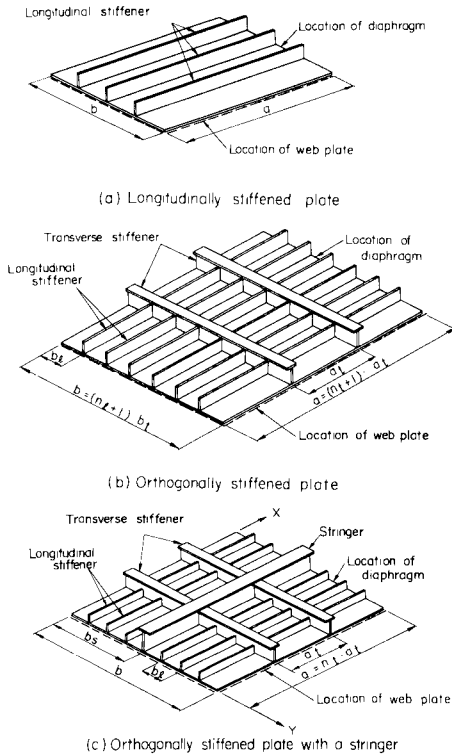 Longitudinal stiffener
Location of diaphragm
b
a
Location of web plate
(a) Longitudinally stiffened plate
Transverse stiffener
Location of
diaphragm
Longitudinal
stiffener
bℓ
b=(nℓ+1)·bt
at
a=(nt+1)·at
Location of web plate
(b) Orthogonally stiffened plate
X
Transverse stiffener
Stringer
Longitudinal
stiffener
Location of
diaphragm
bs
b
bℓ
at
a=nt·at
Location of web plate
Y
(c) Orthogonally stiffened plate with a stringer